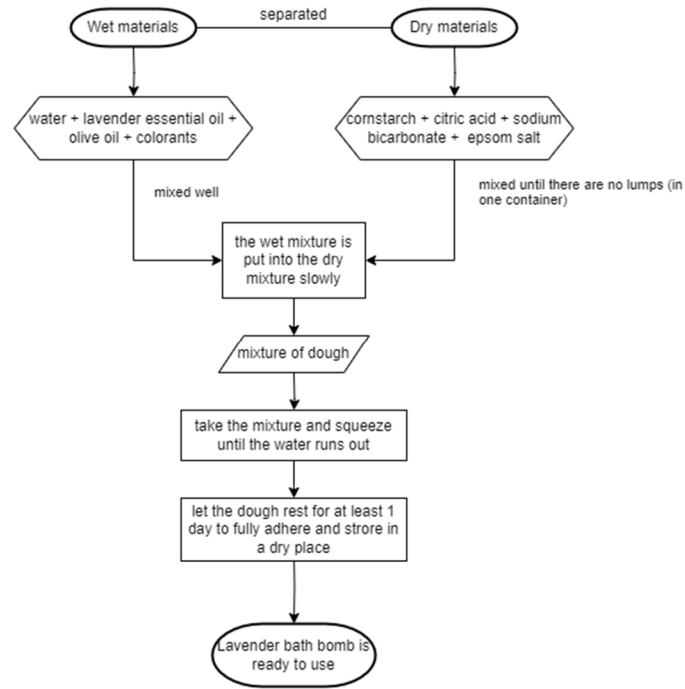 separated
Wet materials
Dry materials
water + lavender essential oil +
olive oil + colorants
cornstarch + citric acid + sodium
bicarbonate + epsom salt
mixed well
mixed until there are no lumps (in
one container)
the wet mixture is
put into the dry
mixture slowly
mixture of dough
take the mixture and squeeze
until the water runs out
let the dough rest for at least 1
day to fully adhere and strore in
a dry place
Lavender bath bomb is
ready to use